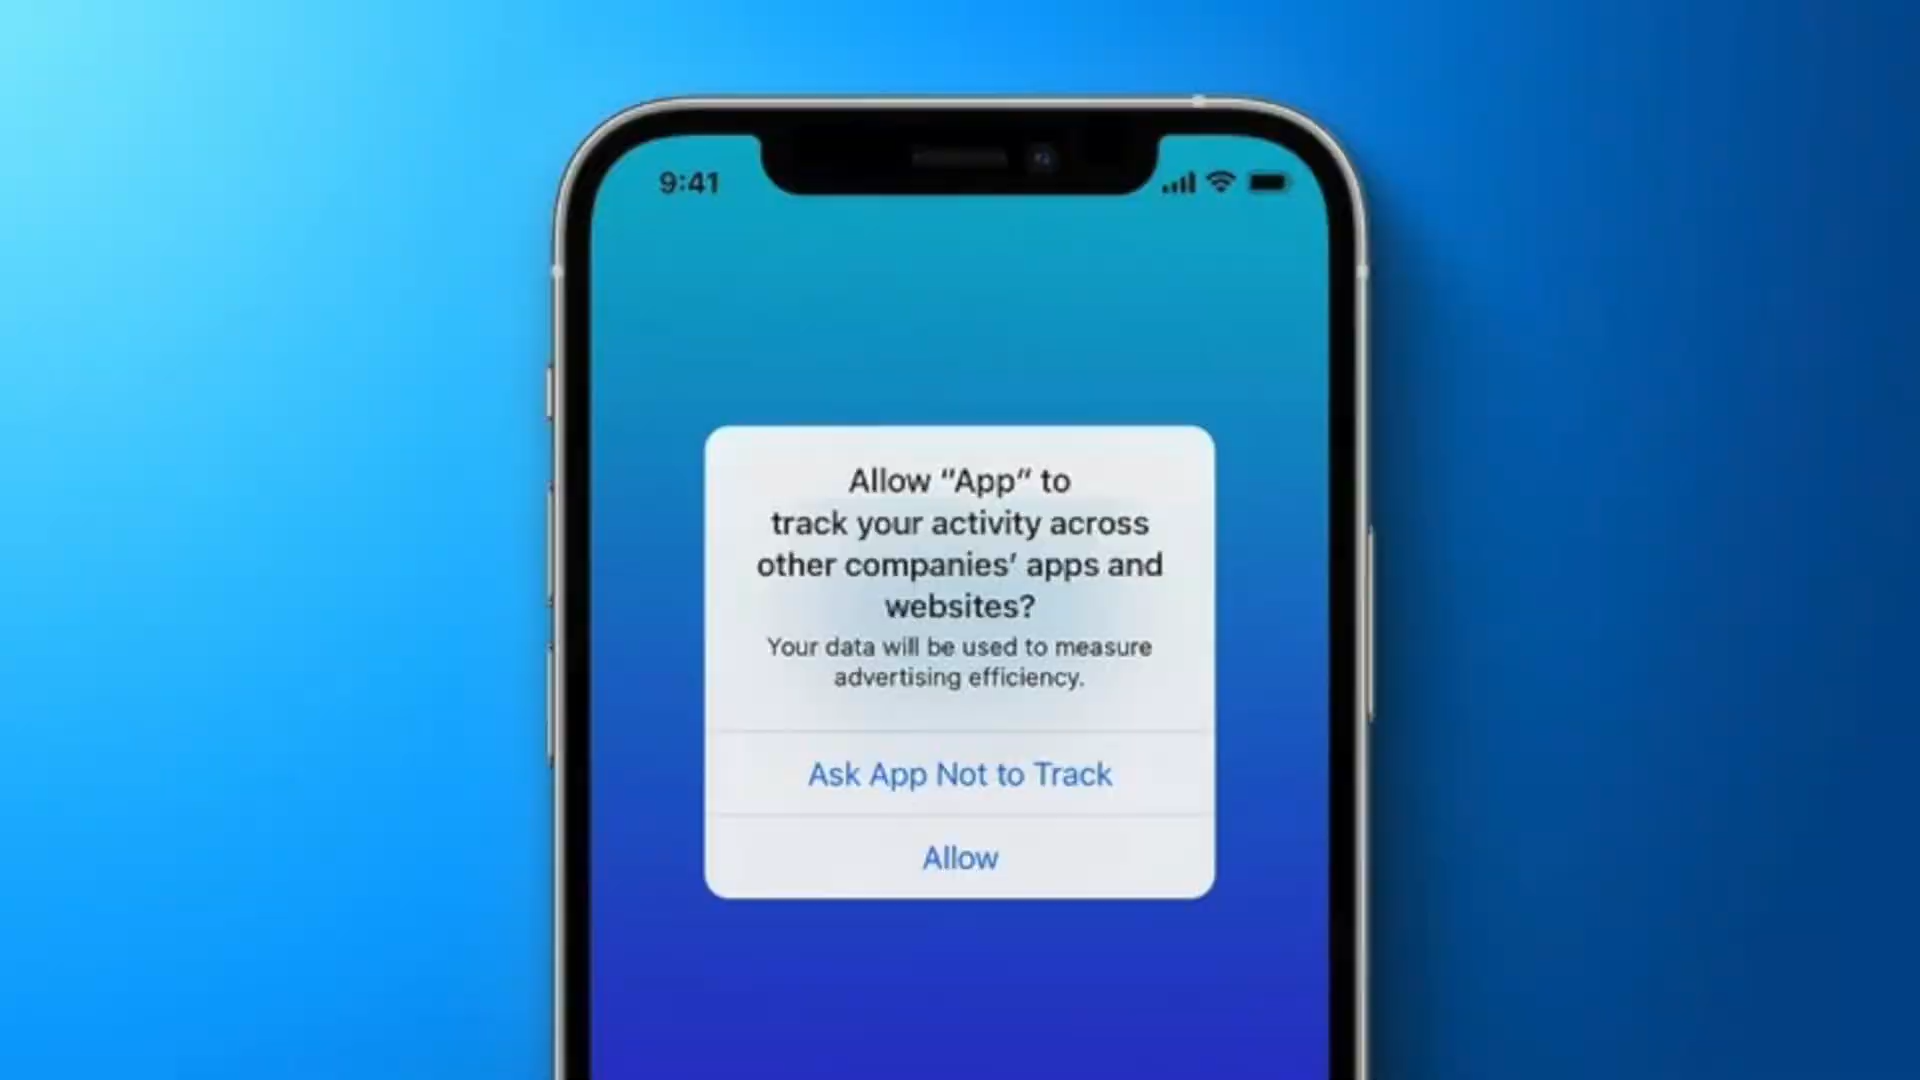 9:41
Allow “App” to
track your activity across
other companies’ apps and
websites?
Your data will be used to measure
advertising efficiency.
Ask App Not to Track
Allow